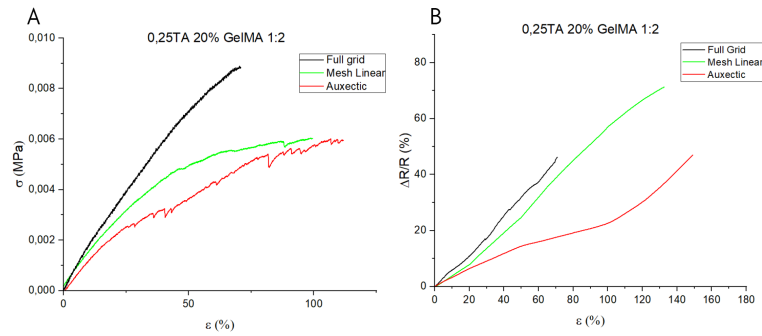 A
0,25TA 20% GelMA 1:2
0,010
0,008
0,006
0,004
0,002
0,000
σ (MPa)
Full grid
Mesh Linear
Auxectic
0
50
100
ε (%)
B
0,25TA 20% GelMA 1:2
80
60
40
20
0
ΔR/R (%)
Full Grid
Mesh Linear
Auxectic
0 20 40 60 80 100 120 140 160 180
ε (%)